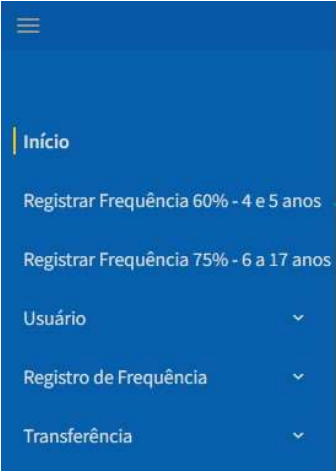 Início
Registrar Frequência 60% - 4 e 5 anos
Registrar Frequência 75% - 6 a 17 anos
Usuário
Registro de Frequência
Transferência